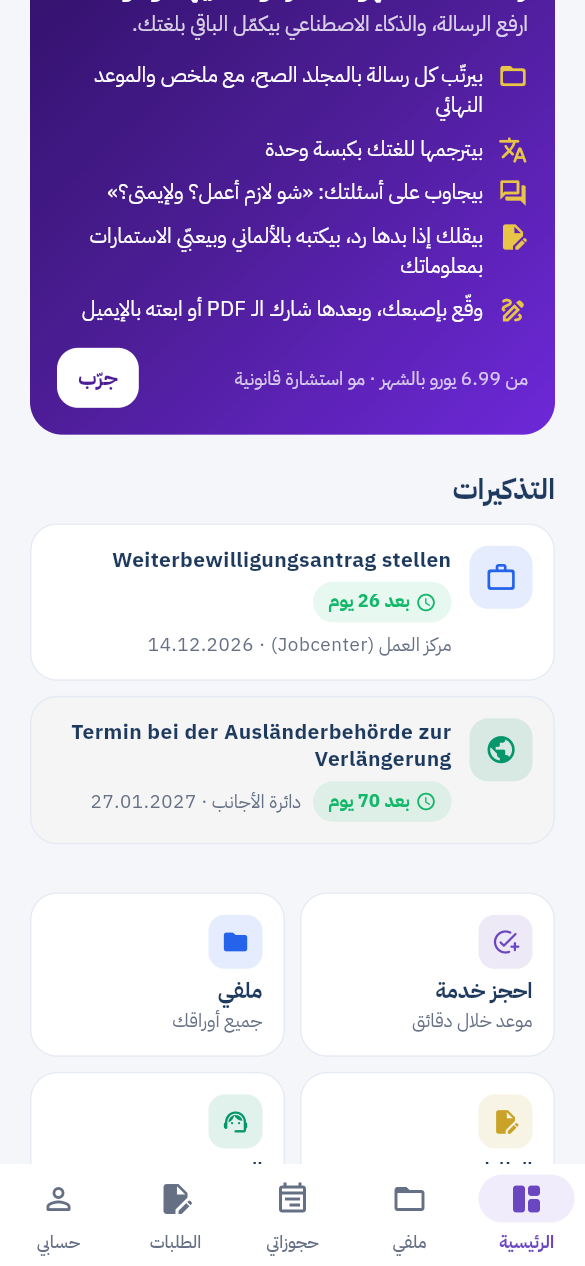 ارفع الرسالة، والذكاء الاصطناعي بيكمّل الباقي بلغتك.
بيرتّب كل رسالة بالمجلد الصح، مع ملخص والموعد
النهائي
بيترجمها للغتك بكبسة وحدة
بيجاوب على أسئلتك: «شو لازم أعمل؟ ولإيمتى؟»
بيقلك إذا بدها رد، بيكتبه بالألماني وبيعبّي الاستمارات
بمعلوماتك
وقّع بإصبعك، وبعدها شارك الـ PDF أو ابعته بالإيميل
من 6.99 يورو بالشهر · مو استشارة قانونية
جرّب
التذكيرات
Weiterbewilligungsantrag stellen
بعد 26 يوم
مركز العمل (Jobcenter) · 14.12.2026
Termin bei der Ausländerbehörde zur
Verlängerung
بعد 70 يوم
دائرة الأجانب · 27.01.2027
احجز خدمة
موعد خلال دقائق
ملفي
جميع أوراقك
الرئيسية
ملفي
حجوزاتي
الطلبات
حسابي